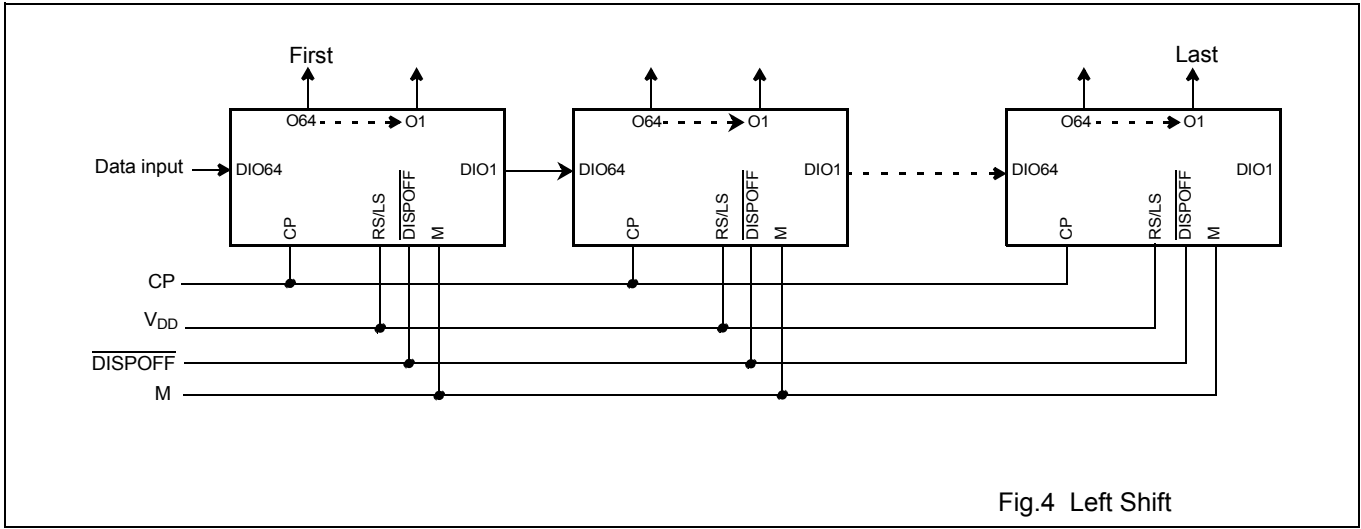 First
Last
O64 O1
O64 O1
O64 O1
Data input
DIO64 DIO1
DIO64 DIO1
DIO64 DIO1
CP RS/LS DISPOFF M
CP RS/LS DISPOFF M
CP RS/LS DISPOFF M
CP
VDD
DISPOFF
M
Fig.4 Left Shift